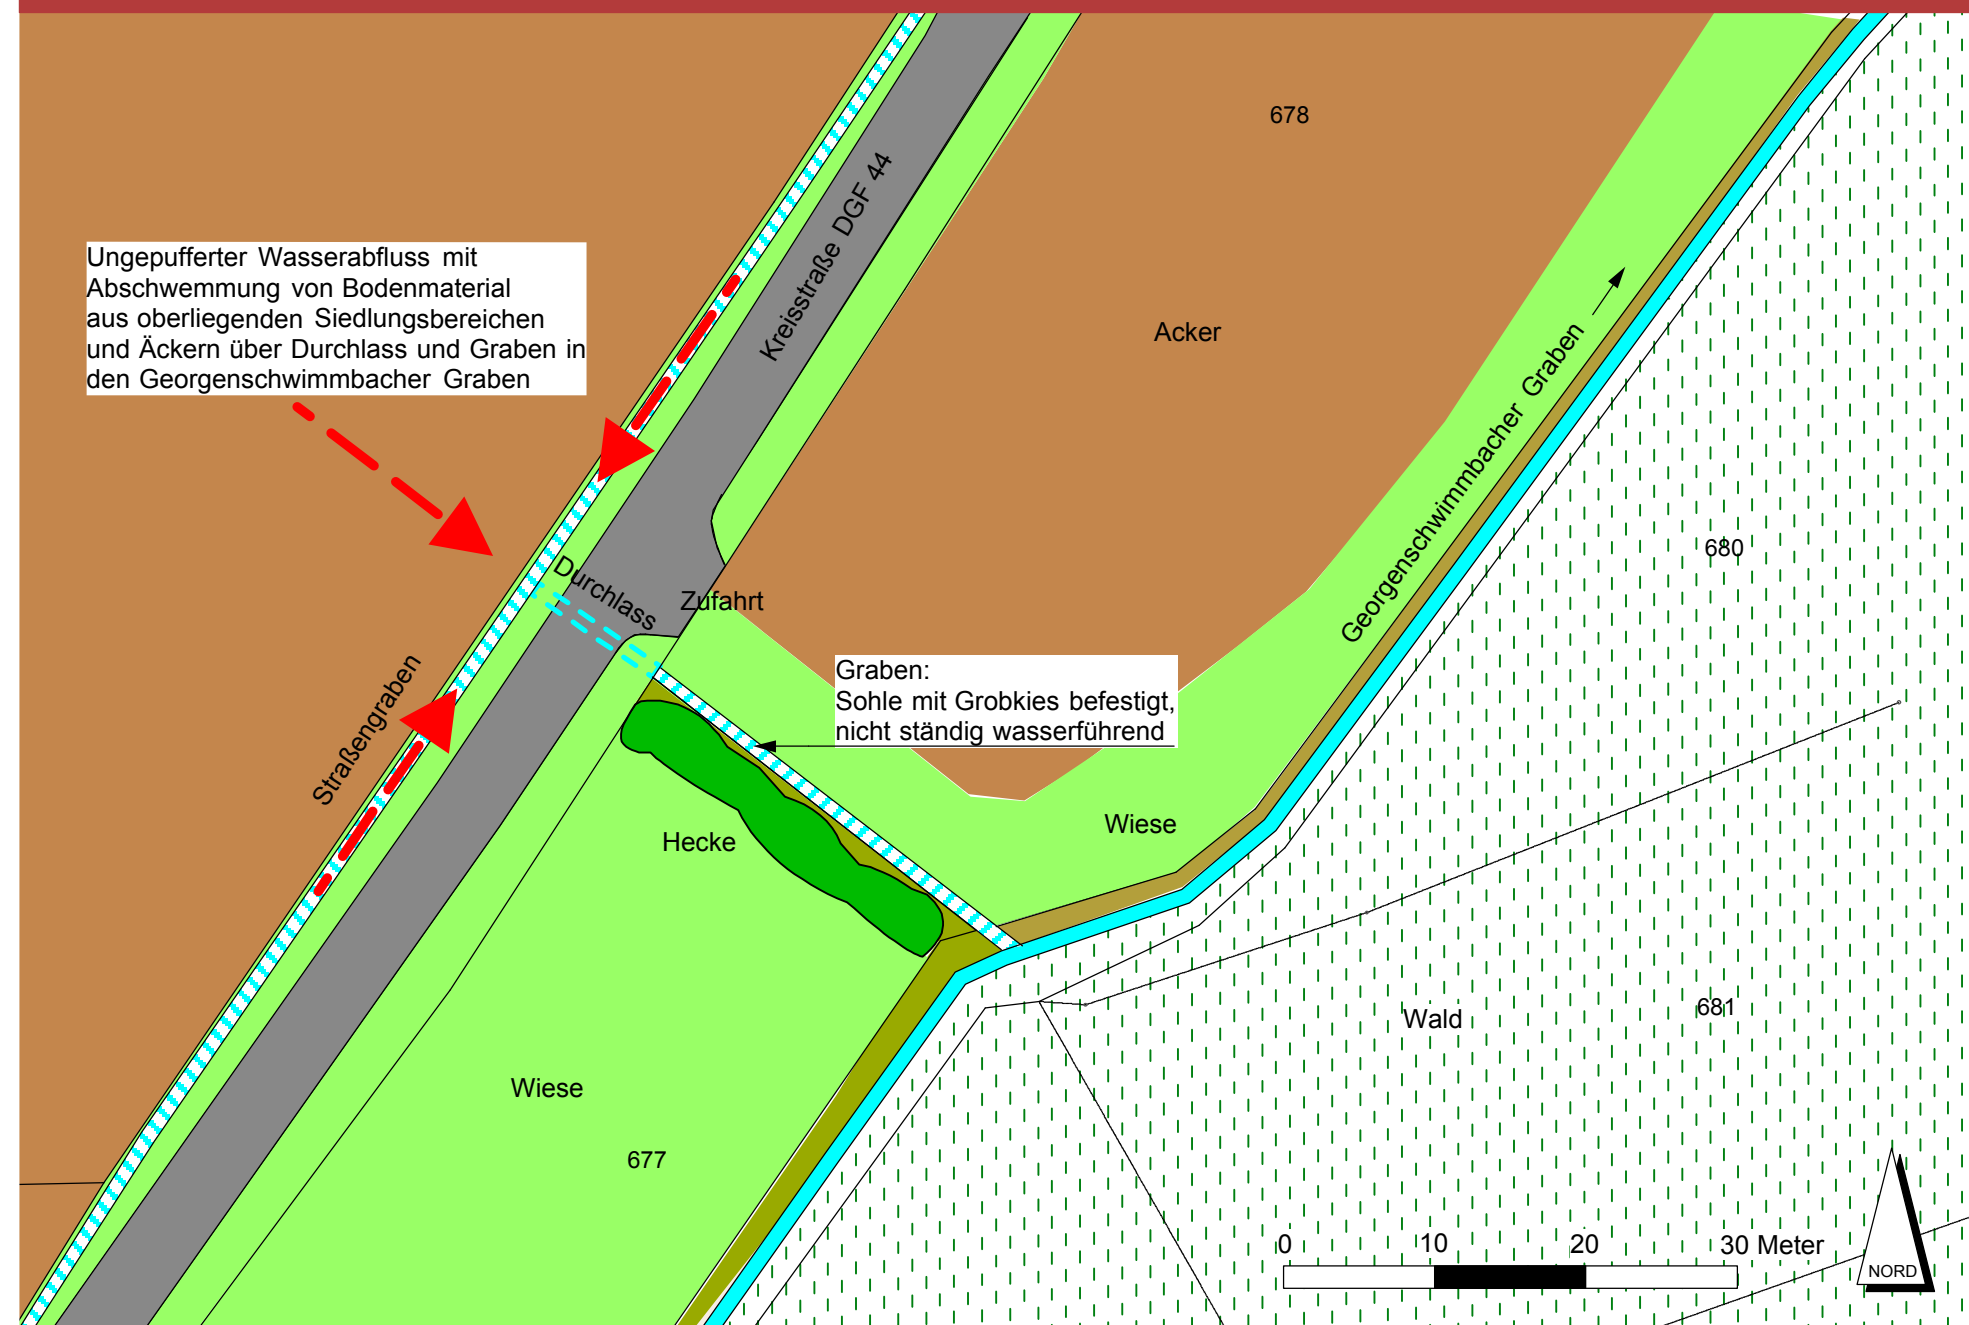 678
Kreisstraße DGF 44
Ungepufferter Wasserabfluss mit
Abschwemmung von Bodenmaterial
aus oberliegenden Siedlungsbereichen
und Äckern über Durchlass und Graben in
den Georgenschwimmbacher Graben
Acker
Georgenschwimmbacher Graben
680
Durchlass
Zufahrt
Graben:
Sohle mit Grobkies befestigt,
nicht ständig wasserführend
Straßengraben
Hecke
Wiese
Wald
681
Wiese
677
0 10 20 30 Meter
NORD